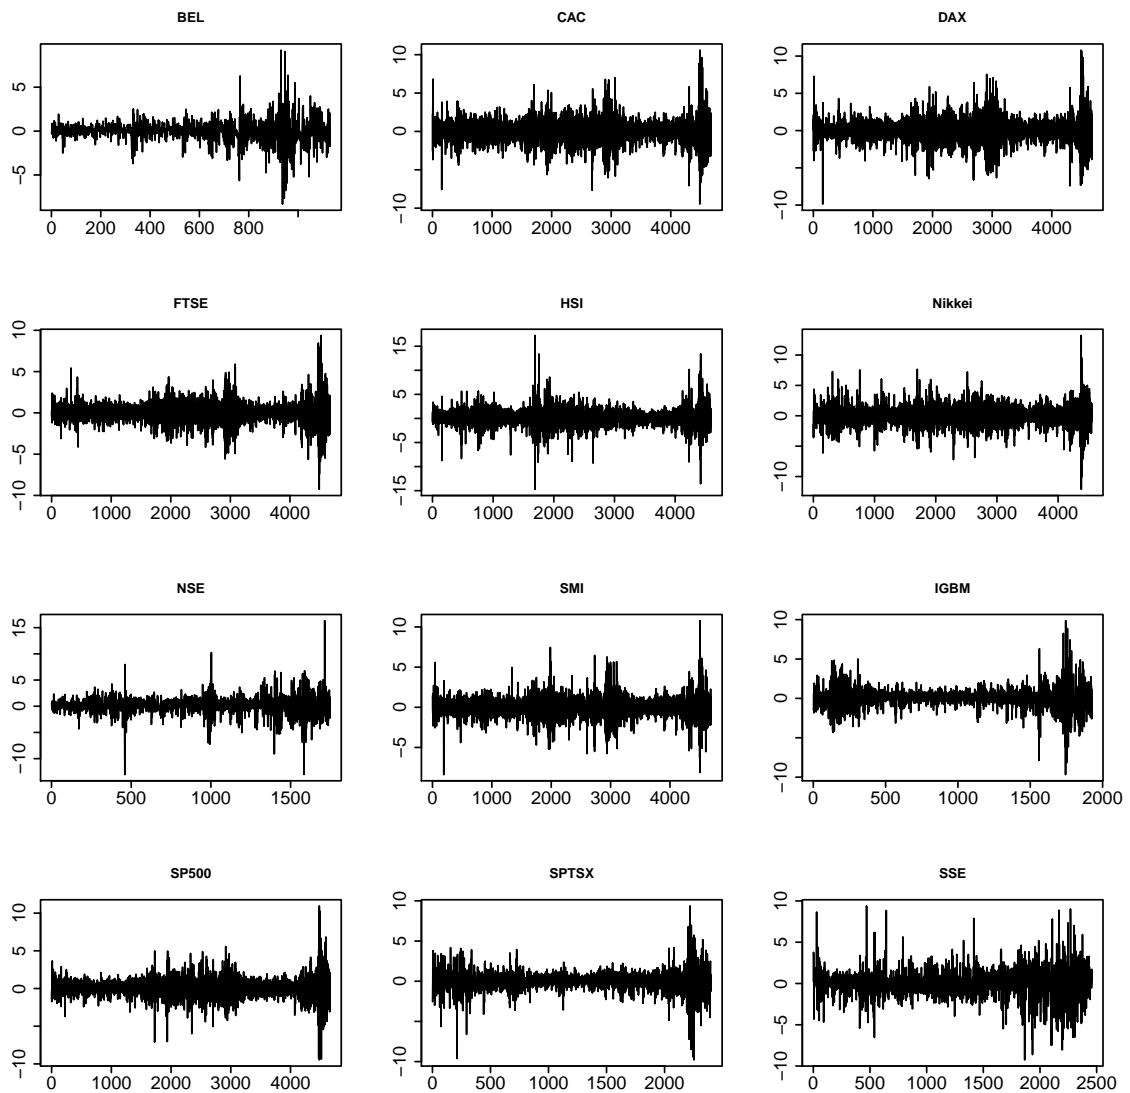 BEL CAC DAX
5 0 −5
0 200 400 600 800
10 5 0 −10
0 1000 2000 3000 4000
10 5 0 −10
0 1000 2000 3000 4000
FTSE HSI Nikkei
10 5 0 −5 −10
0 1000 2000 3000 4000
15 5 0 −5 −15
0 1000 2000 3000 4000
10 5 0 −10
0 1000 2000 3000 4000
NSE SMI IGBM
15 5 0 −10
0 500 1000 1500
10 5 0 −5
0 1000 2000 3000 4000
10 5 0 −10
0 500 1000 1500 2000
SP500 SPTSX SSE
10 5 0 −10
0 1000 2000 3000 4000
10 5 0 −10
0 500 1000 1500 2000
10 5 0 −5 −10
0 500 1000 1500 2000 2500